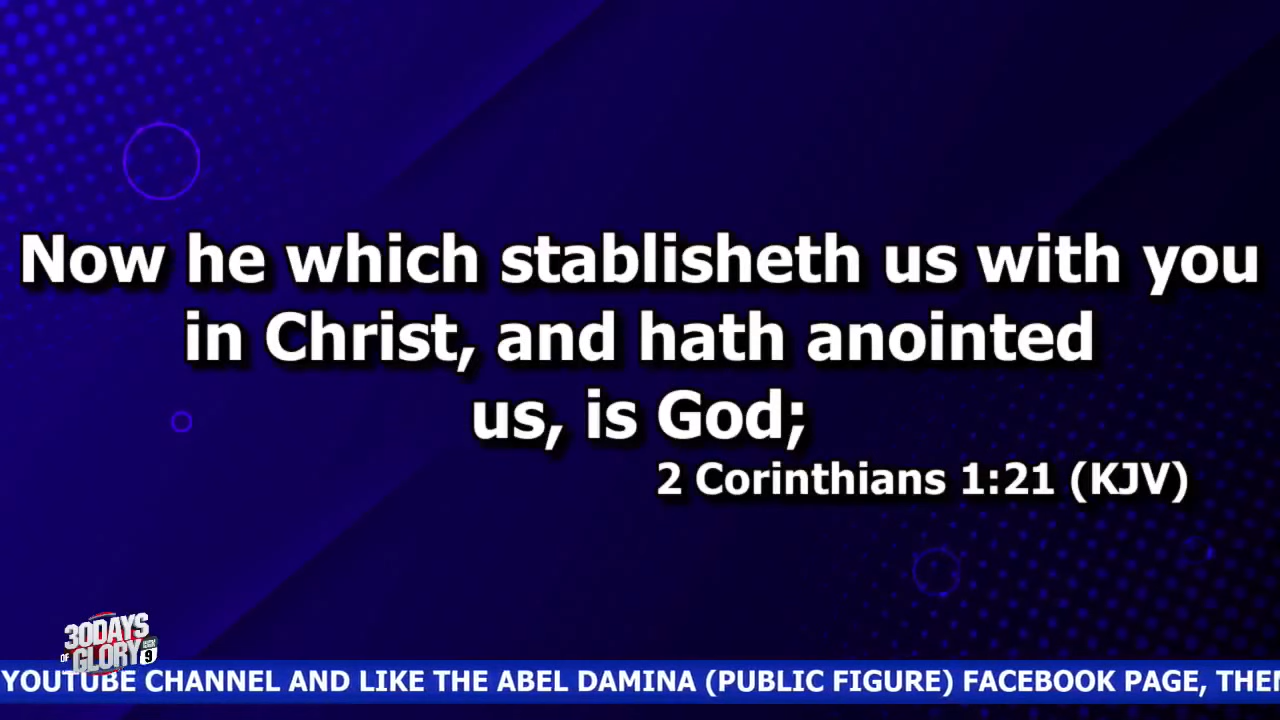 Now he which stablisheth us with you
in Christ, and hath anointed
us, is God;
2 Corinthians 1:21 (KJV)
30DAYS
OF GLORY
9
YOUTUBE CHANNEL AND LIKE THE ABEL DAMINA (PUBLIC FIGURE) FACEBOOK PAGE, THEN